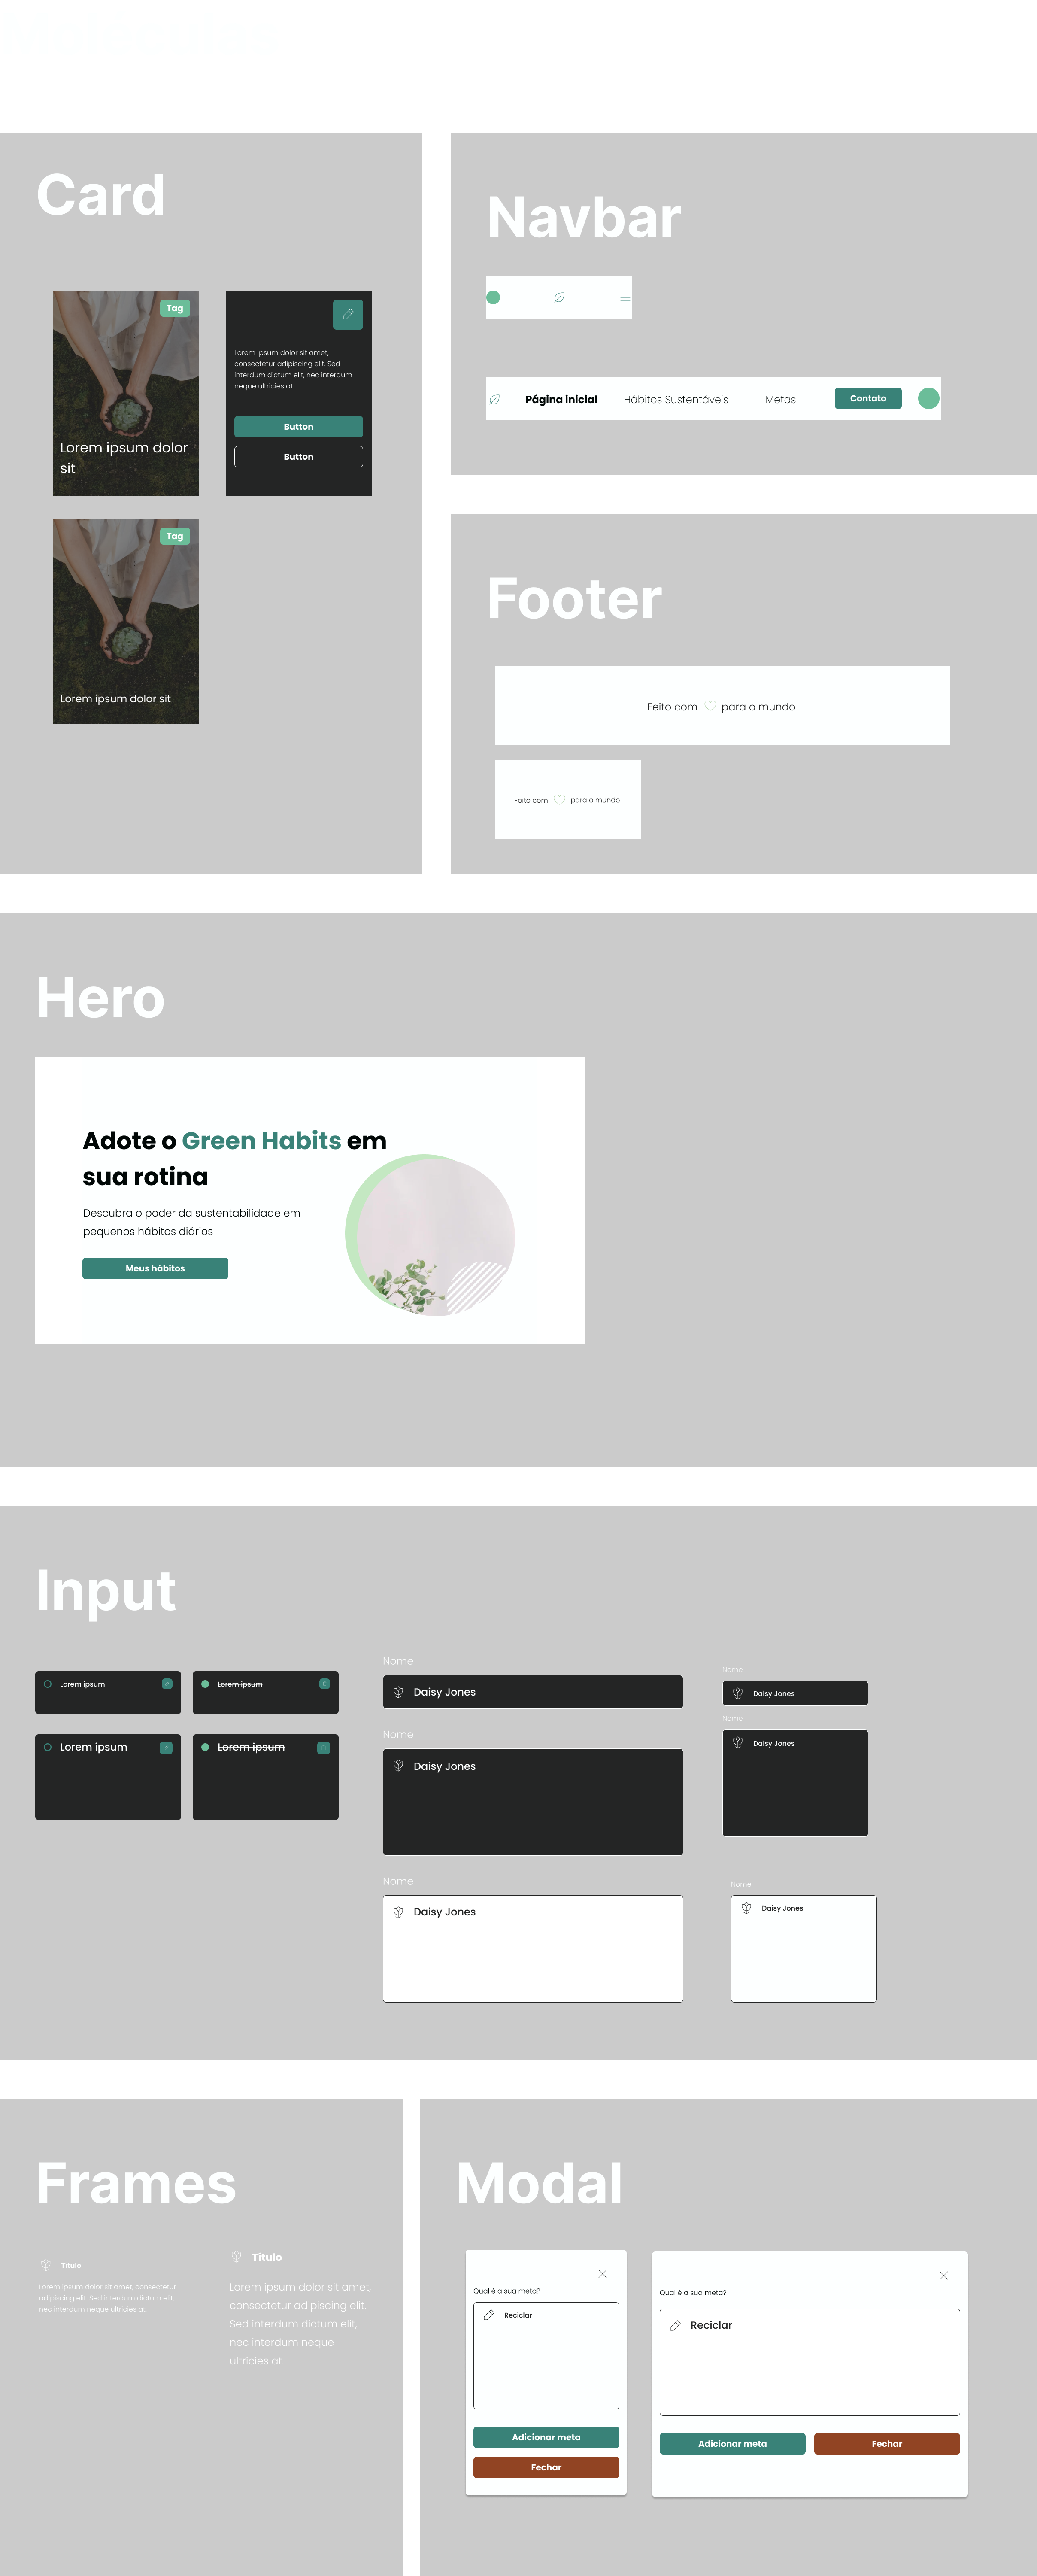 Card
Tag
Lorem ipsum dolor
sit
Lorem ipsum dolor sit amet,
consectetur adipiscing elit. Sed
interdum dictum elit, nec interdum
neque ultricies at.
Button
Button
Tag
Lorem ipsum dolor sit
Navbar
Página inicial
Hábitos Sustentáveis
Metas
Contato
Footer
Feito com para o mundo
Feito com para o mundo
Hero
Adote o Green Habits em
sua rotina
Descubra o poder da sustentabilidade em
pequenos hábitos diários
Meus hábitos
Input
Lorem ipsum
Lorem ipsum
Lorem ipsum
Lorem ipsum
Nome
Daisy Jones
Nome
Daisy Jones
Nome
Daisy Jones
Nome
Daisy Jones
Nome
Daisy Jones
Nome
Daisy Jones
Frames
Título
Lorem ipsum dolor sit amet, consectetur
adipiscing elit. Sed interdum dictum elit,
nec interdum neque ultricies at.
Título
Lorem ipsum dolor sit amet,
consectetur adipiscing elit.
Sed interdum dictum elit,
nec interdum neque
ultricies at.
Modal
Qual é a sua meta?
Reciclar
Adicionar meta
Fechar
Qual é a sua meta?
Reciclar
Adicionar meta
Fechar